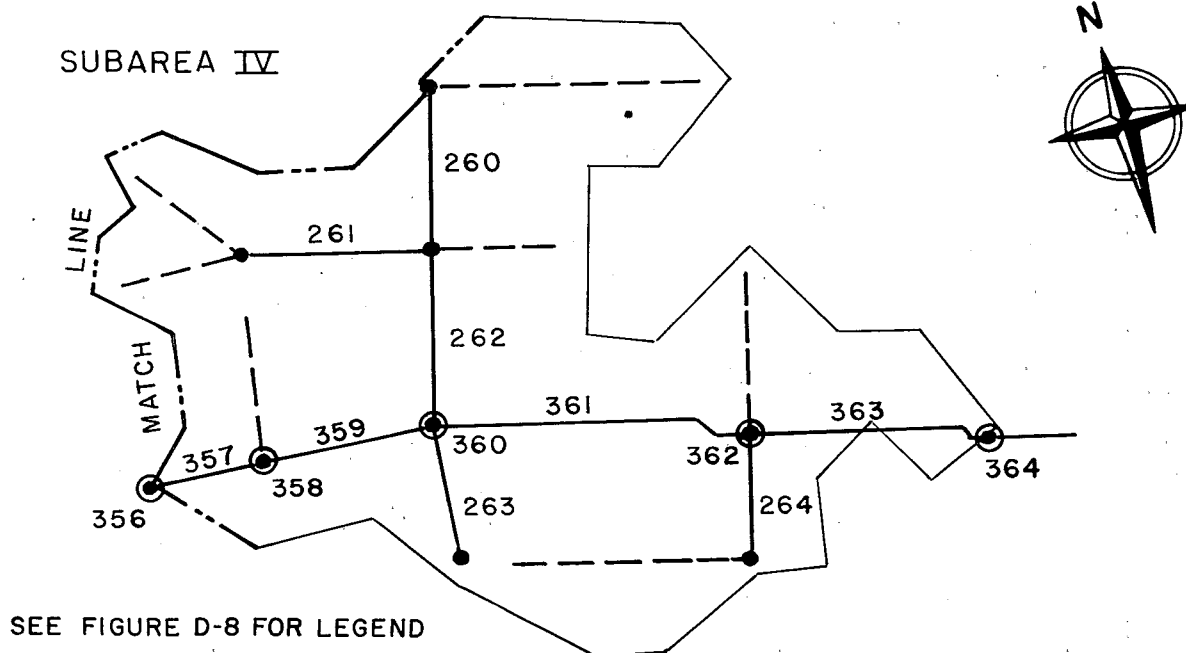 N
SUBAREA IV
260
LINE
261
262
MATCH
361
363
357
359
360
362
364
356
358
263
264
SEE FIGURE D-8 FOR LEGEND